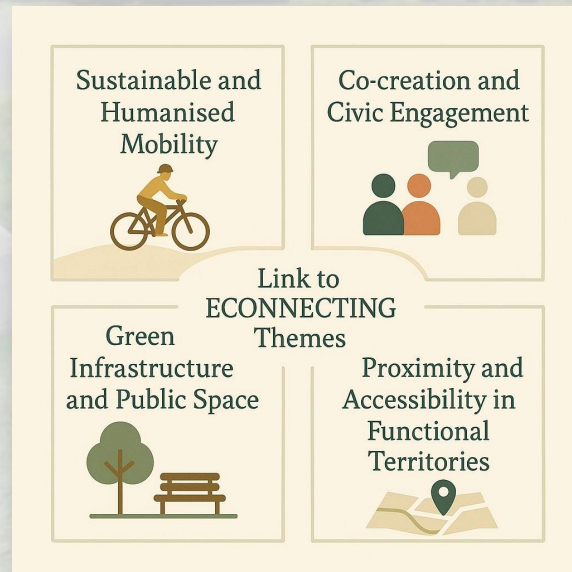 Sustainable and
Humanised
Mobility
Co-creation and
Civic Engagement
Link to
ECONNECTING
Themes
Green
Infrastructure
and Public Space
Proximity and
Accessibility in
Functional
Territories